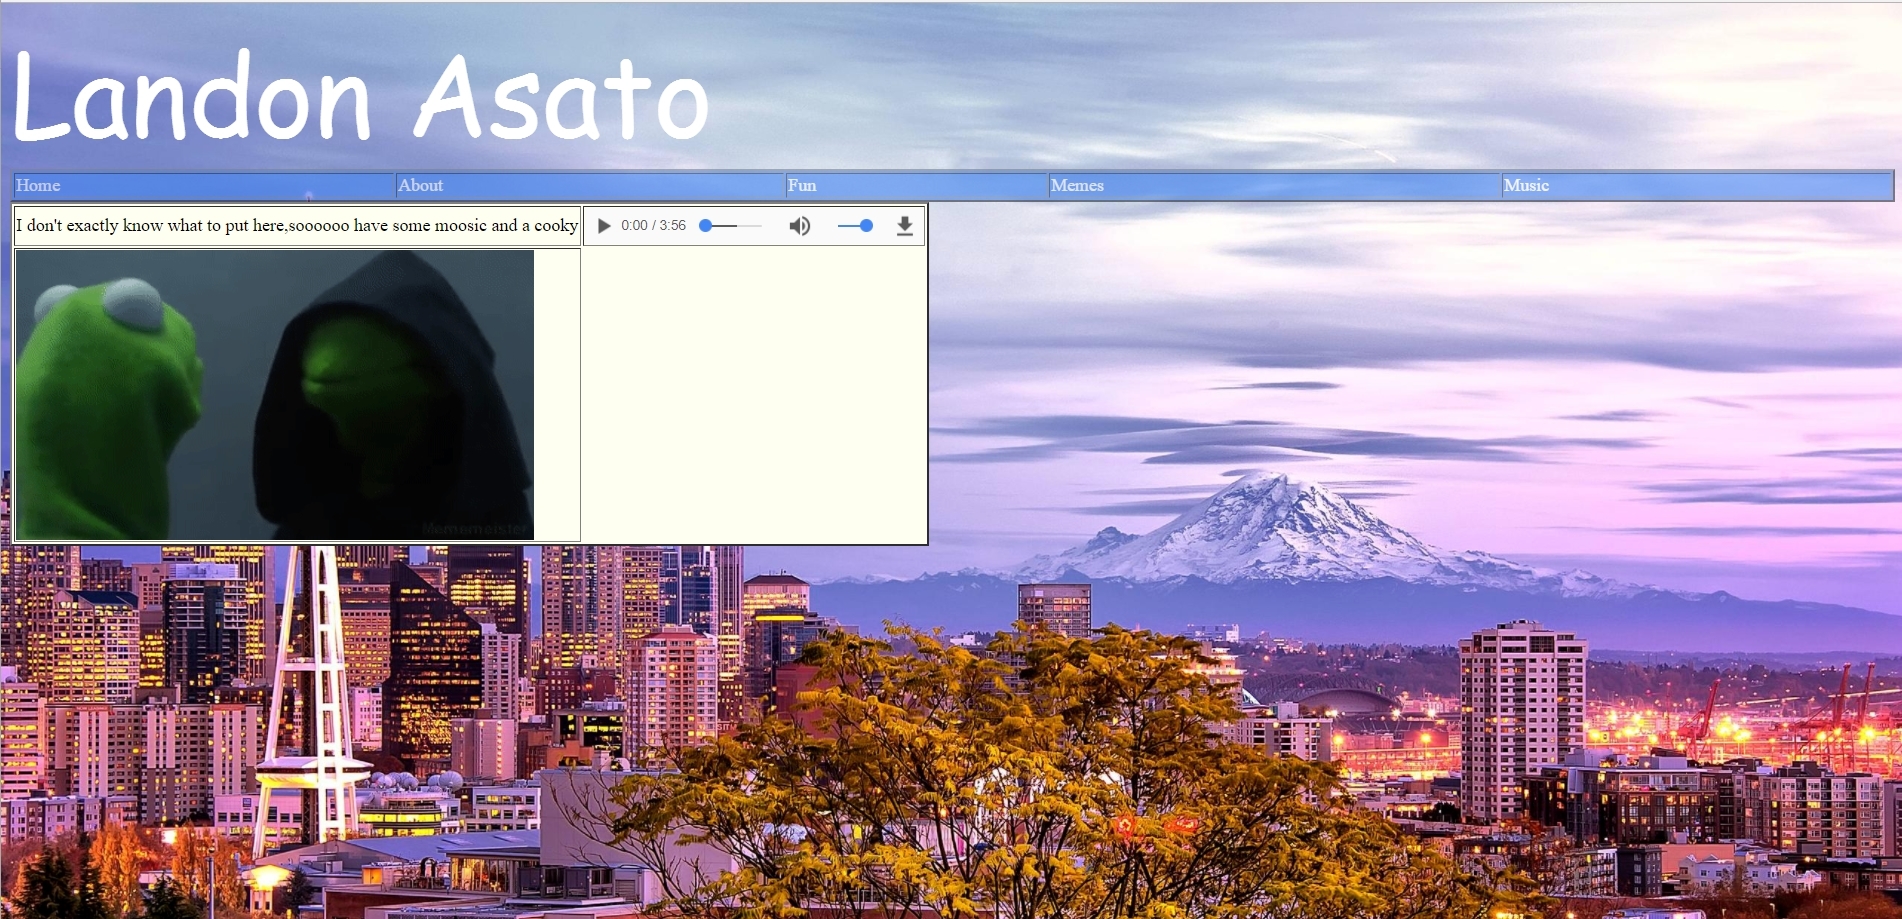 Landon Asato
Home About Fun Memes Music
I don't exactly know what to put here,soooooo have some moosic and a cooky
0:00 / 3:56
Mememeister